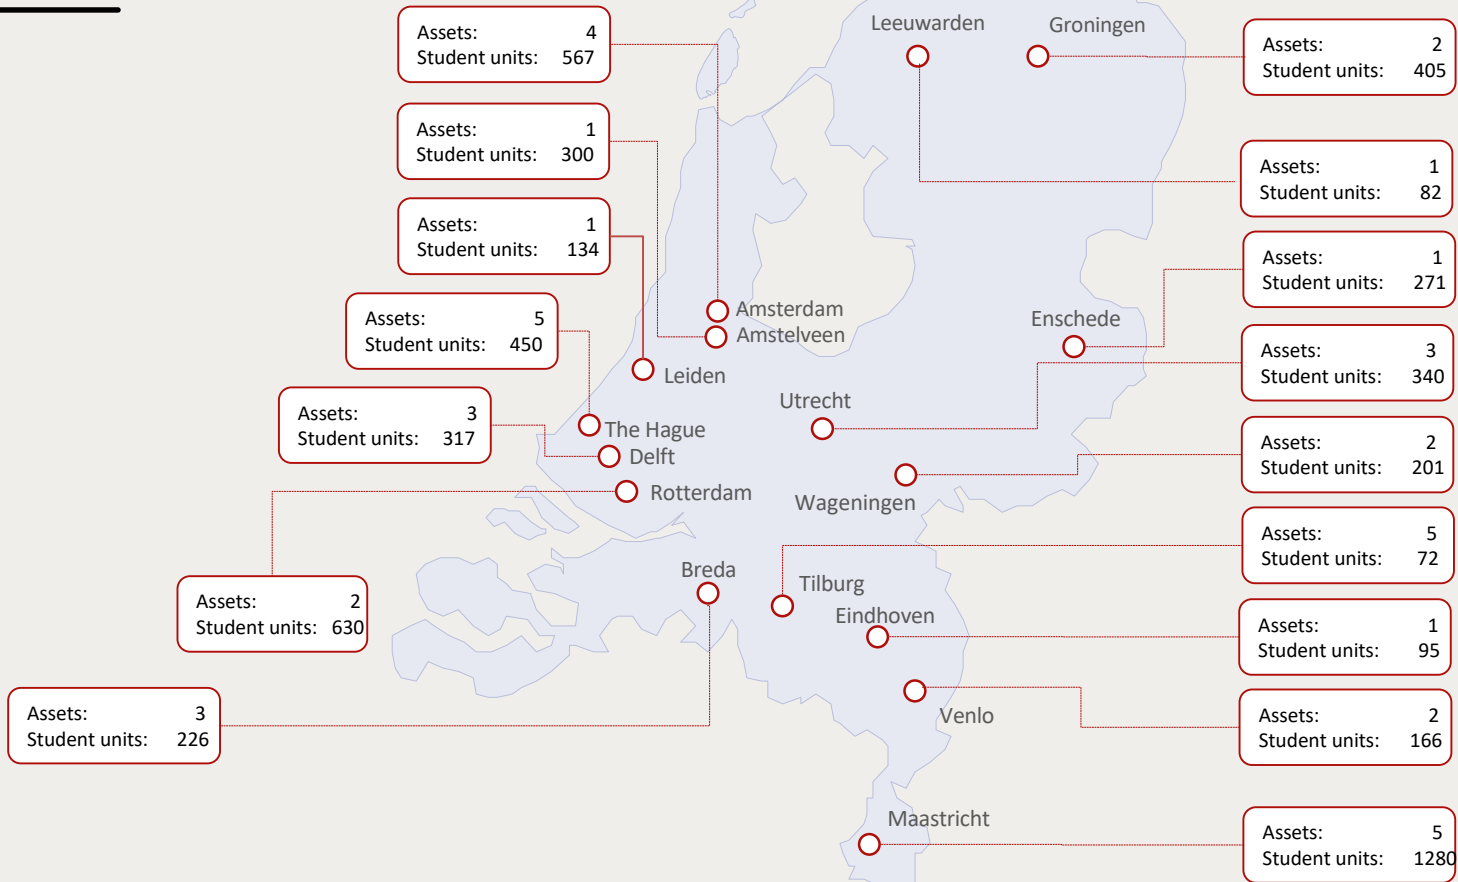 Assets: 4
Student units: 567
Assets: 1
Student units: 300
Assets: 1
Student units: 134
Assets: 5
Student units: 450
Assets: 3
Student units: 317
Assets: 2
Student units: 630
Assets: 3
Student units: 226
Leeuwarden
Groningen
Amsterdam
Amstelveen
Leiden
Enschede
Utrecht
The Hague
Delft
Rotterdam
Wageningen
Breda
Tilburg
Eindhoven
Venlo
Maastricht
Assets: 2
Student units: 405
Assets: 1
Student units: 82
Assets: 1
Student units: 271
Assets: 3
Student units: 340
Assets: 2
Student units: 201
Assets: 5
Student units: 72
Assets: 1
Student units: 95
Assets: 2
Student units: 166
Assets: 5
Student units: 1280